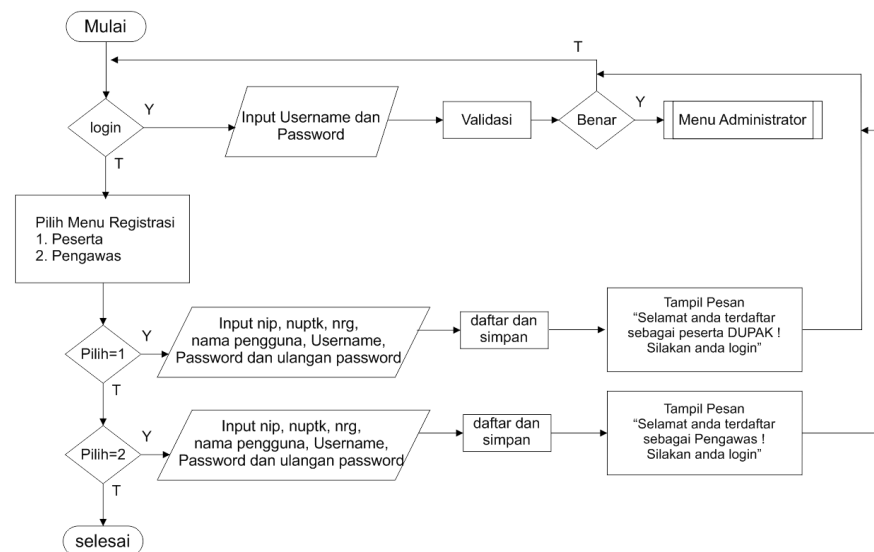 Mulai
T
login
Y
Input Username dan
Password
Validasi
Benar
Y
Menu Administrator
T
Pilih Menu Registrasi
1. Peserta
2. Pengawas
Pilih=1
Y
Input nip, nuptk, nrg,
nama pengguna, Username,
Password dan ulangan password
daftar dan
simpan
Tampil Pesan
“Selamat anda terdaftar
sebagai peserta DUPAK !
Silakan anda login”
T
Pilih=2
Y
Input nip, nuptk, nrg,
nama pengguna, Username,
Password dan ulangan password
daftar dan
simpan
Tampil Pesan
“Selamat anda terdaftar
sebagai Pengawas !
Silakan anda login”
T
selesai